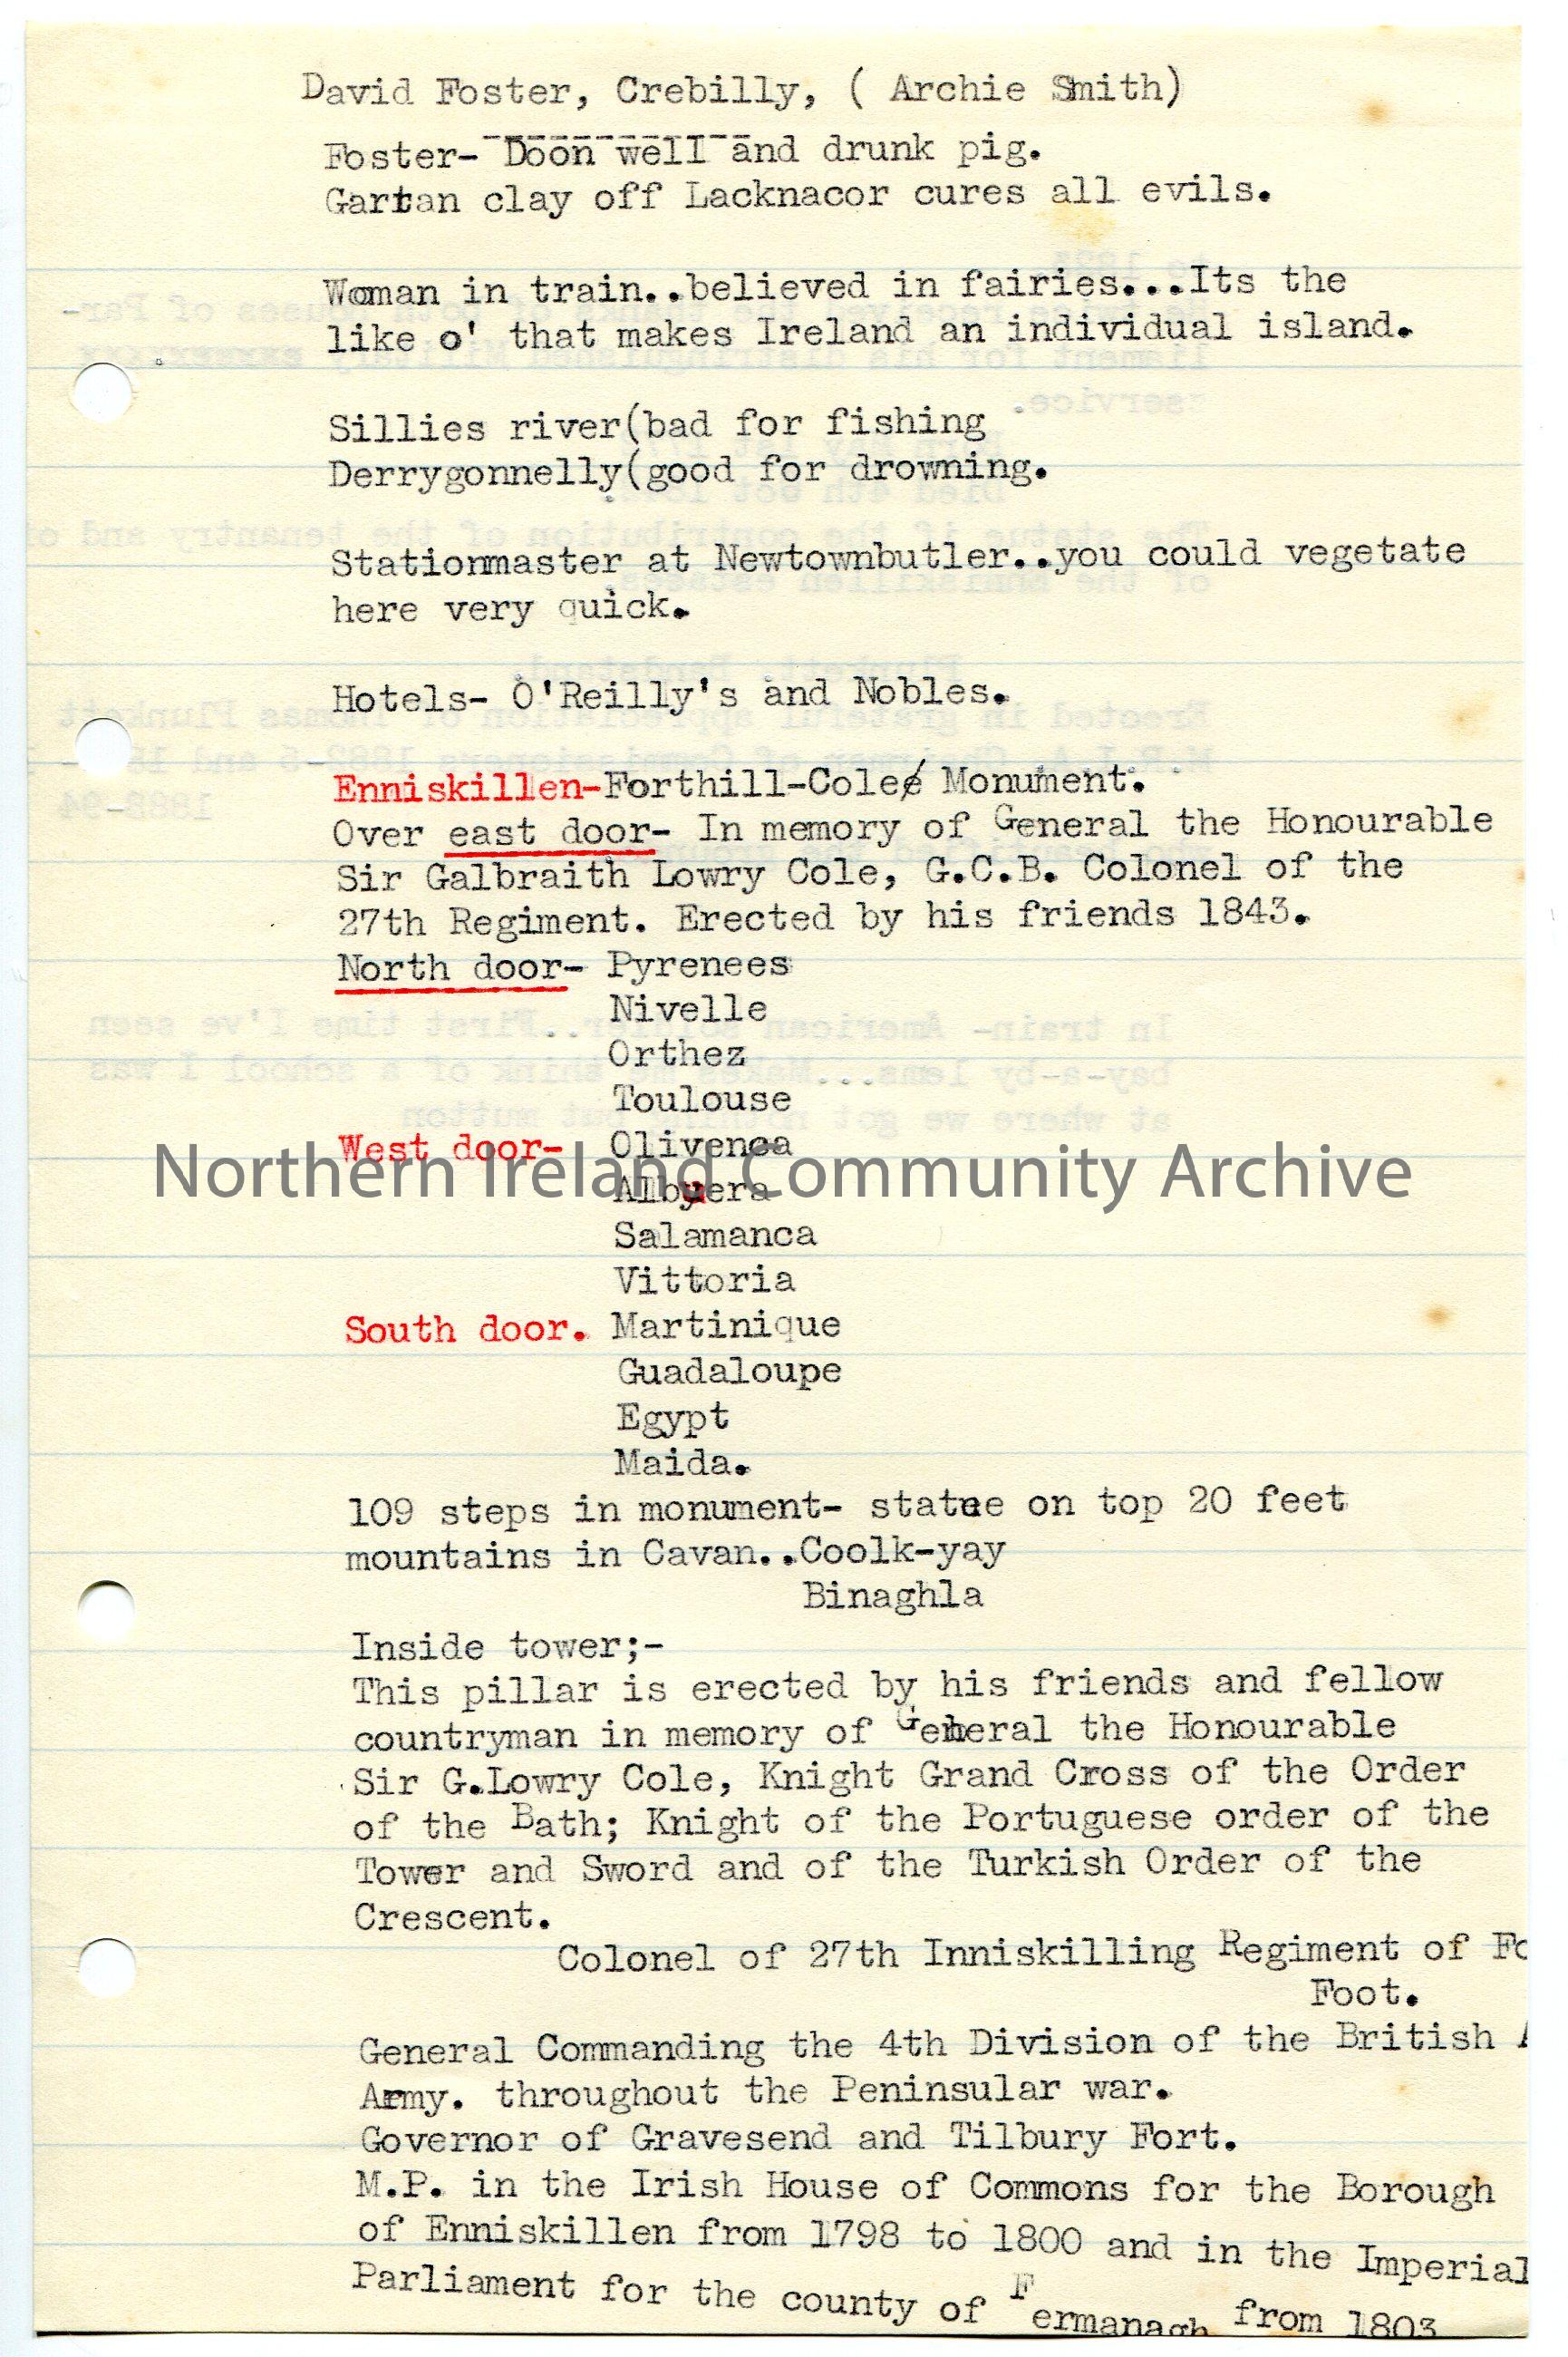 David Foster, Crebilly, ( Archie Smith)
Foster- Doon well and drunk pig.
Gartan clay off Lacknacor cures all evils.
Woman in train..believed in fairies...Its the
like o' that makes Ireland an individual island.
Sillies river(bad for fishing
Derrygonnelly(good for drowning.
Stationmaster at Newtownbutler..you could vegetate
here very quick.
Hotels- O'Reilly's and Nobles.
Enniskillen-Forthill-Cole Monument.
Over east door- In memory of General the Honourable
Sir Galbraith Lowry Cole, G.C.B. Colonel of the
27th Regiment. Erected by his friends 1843.
North door- Pyrenees
Nivelle
Orthez
Toulouse
West door- Olivenca
Albuera
Northern Ireland Community Archive
Salamanca
Vittoria
South door. Martinique
Guadaloupe
Egypt
Maida.
109 steps in monument- statue on top 20 feet
mountains in Cavan..Coolk-yay
Binaghla
Inside tower;-
This pillar is erected by his friends and fellow
countryman in memory of General the Honourable
Sir G.Lowry Cole, Knight Grand Cross of the Order
of the Bath; Knight of the Portuguese order of the
Tower and Sword and of the Turkish Order of the
Crescent.
Colonel of 27th Inniskilling Regiment of Fo
Foot.
General Commanding the 4th Division of the British A
Army. throughout the Peninsular war.
Governor of Gravesend and Tilbury Fort.
M.P. in the Irish House of Commons for the Borough
of Enniskillen from 1798 to 1800 and in the Imperial
Parliament for the county of Fermanagh from 1803